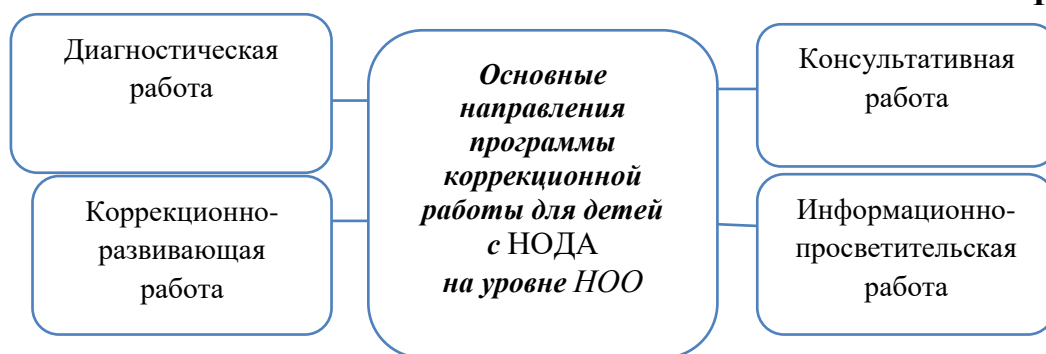 Диагностическая
работа
Коррекционно-
развивающая
работа
Основные
направления
программы
коррекционной
работы для детей
с НОДА
на уровне НОО
Консультативная
работа
Информационно-
просветительская
работа